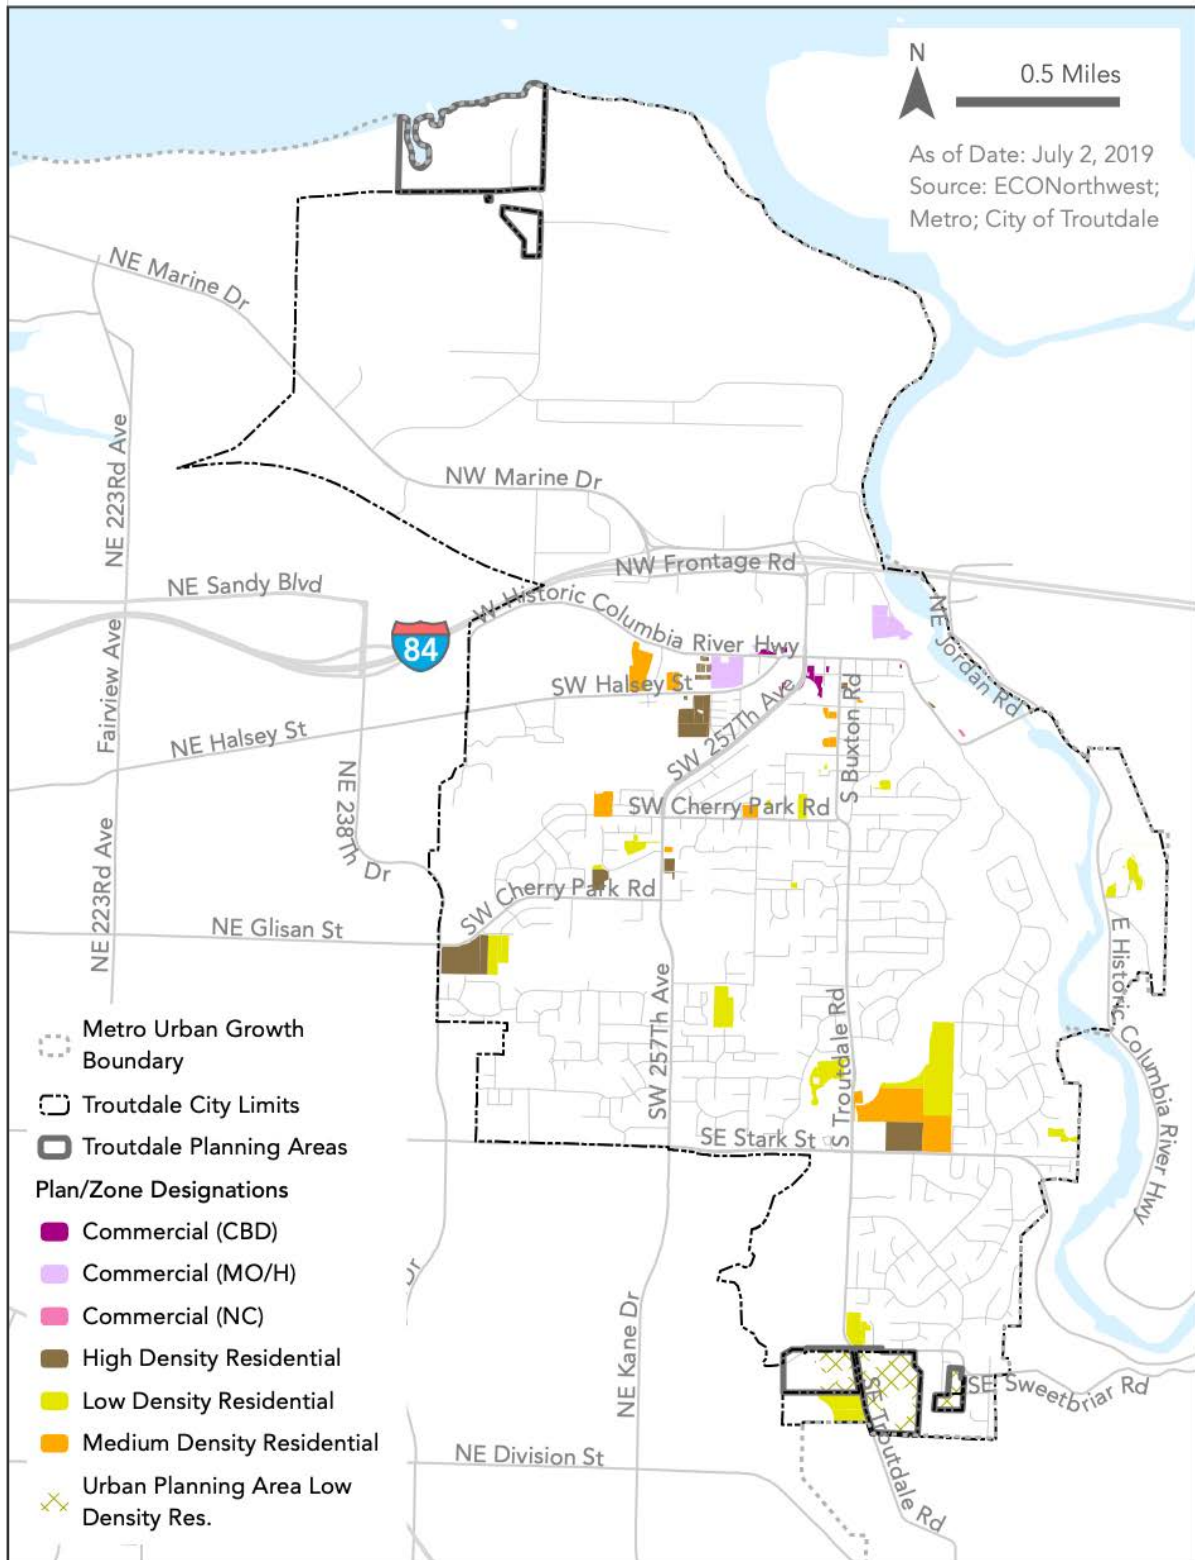 N
0.5 Miles
As of Date: July 2, 2019
Source: ECONorthwest;
Metro; City of Troutdale
NE Marine Dr
NE 223Rd Ave
NW Marine Dr
NW Frontage Rd
NE Sandy Blvd
W Historic Columbia River Hwy
84
NE Jordan Rd
Fairview Ave
SW Halsey St
NE Halsey St
SW 257Th Ave
S Buxton Rd
NE 238Th Dr
SW Cherry Park Rd
SW Cherry Park Rd
NE 223Rd Ave
NE Glisan St
E Historic Columbia River Hwy
SW 257Th Ave
S Troutdale Rd
SE Stark St
Metro Urban Growth
Boundary
Troutdale City Limits
Troutdale Planning Areas
Plan/Zone Designations
Commercial (CBD)
Commercial (MO/H)
Commercial (NC)
High Density Residential
Low Density Residential
Medium Density Residential
Urban Planning Area Low
Density Res.
Dr
NE Kane Dr
SE Sweetbriar Rd
SE Troutdale Rd
NE Division St